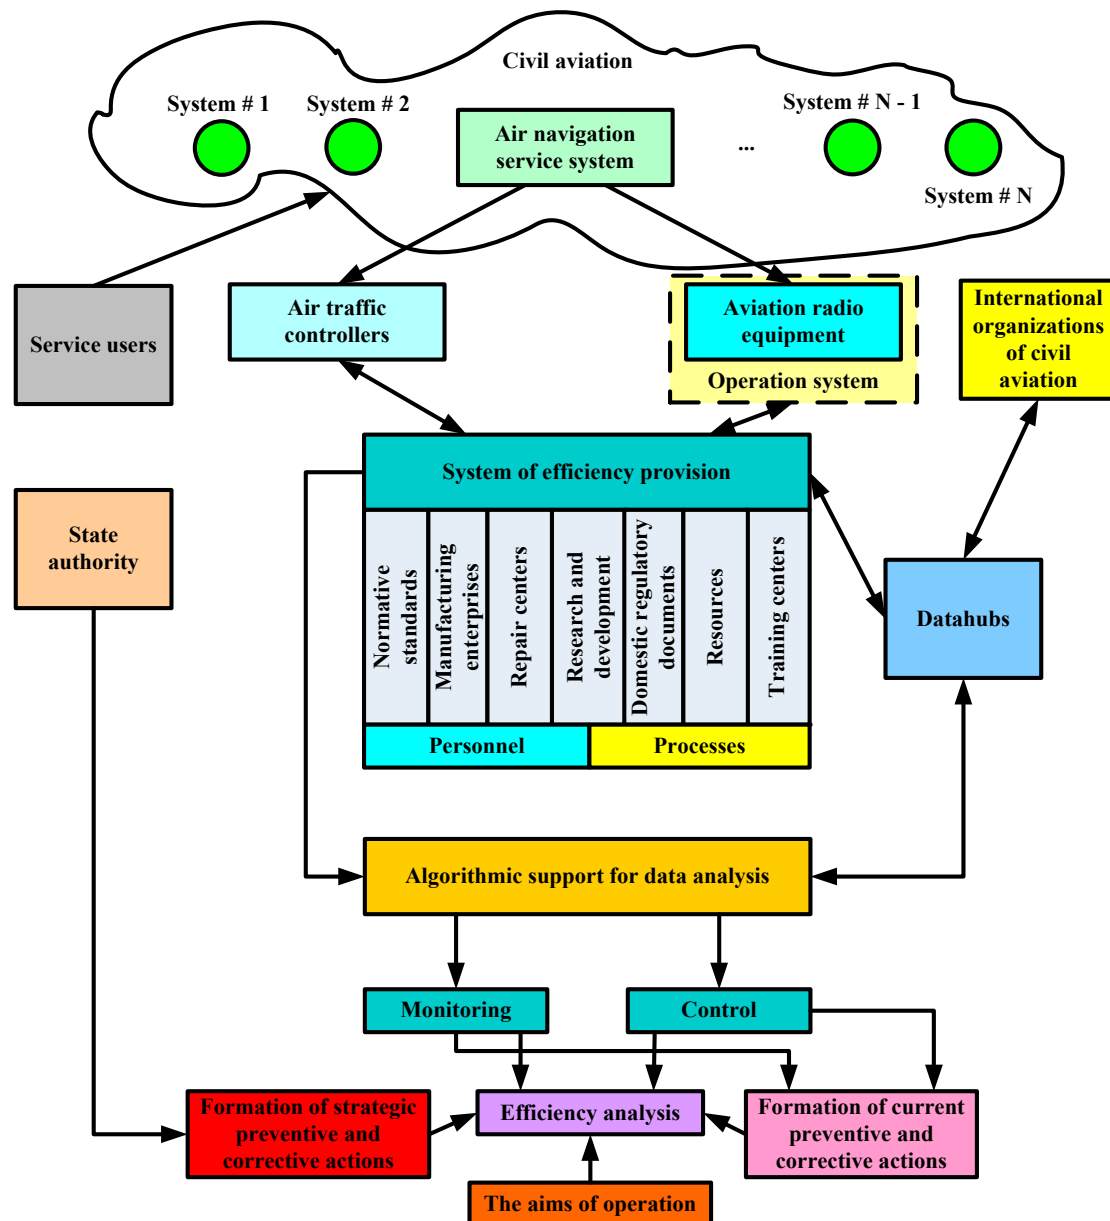 Civil aviation
System # 1
System # 2
System # N - 1
Air navigation
service system
...
System # N
Service users
Air traffic
controllers
Aviation radio
equipment
Operation system
International
organizations
of civil
aviation
System of efficiency provision
State
authority
Normative
standards
Manufacturing
enterprises
Repair centers
Research and
development
Domestic regulatory
documents
Resources
Training centers
Datahubs
Personnel
Processes
Algorithmic support for data analysis
Monitoring
Control
Formation of strategic
preventive and
corrective actions
Efficiency analysis
Formation of current
preventive and
corrective actions
The aims of operation